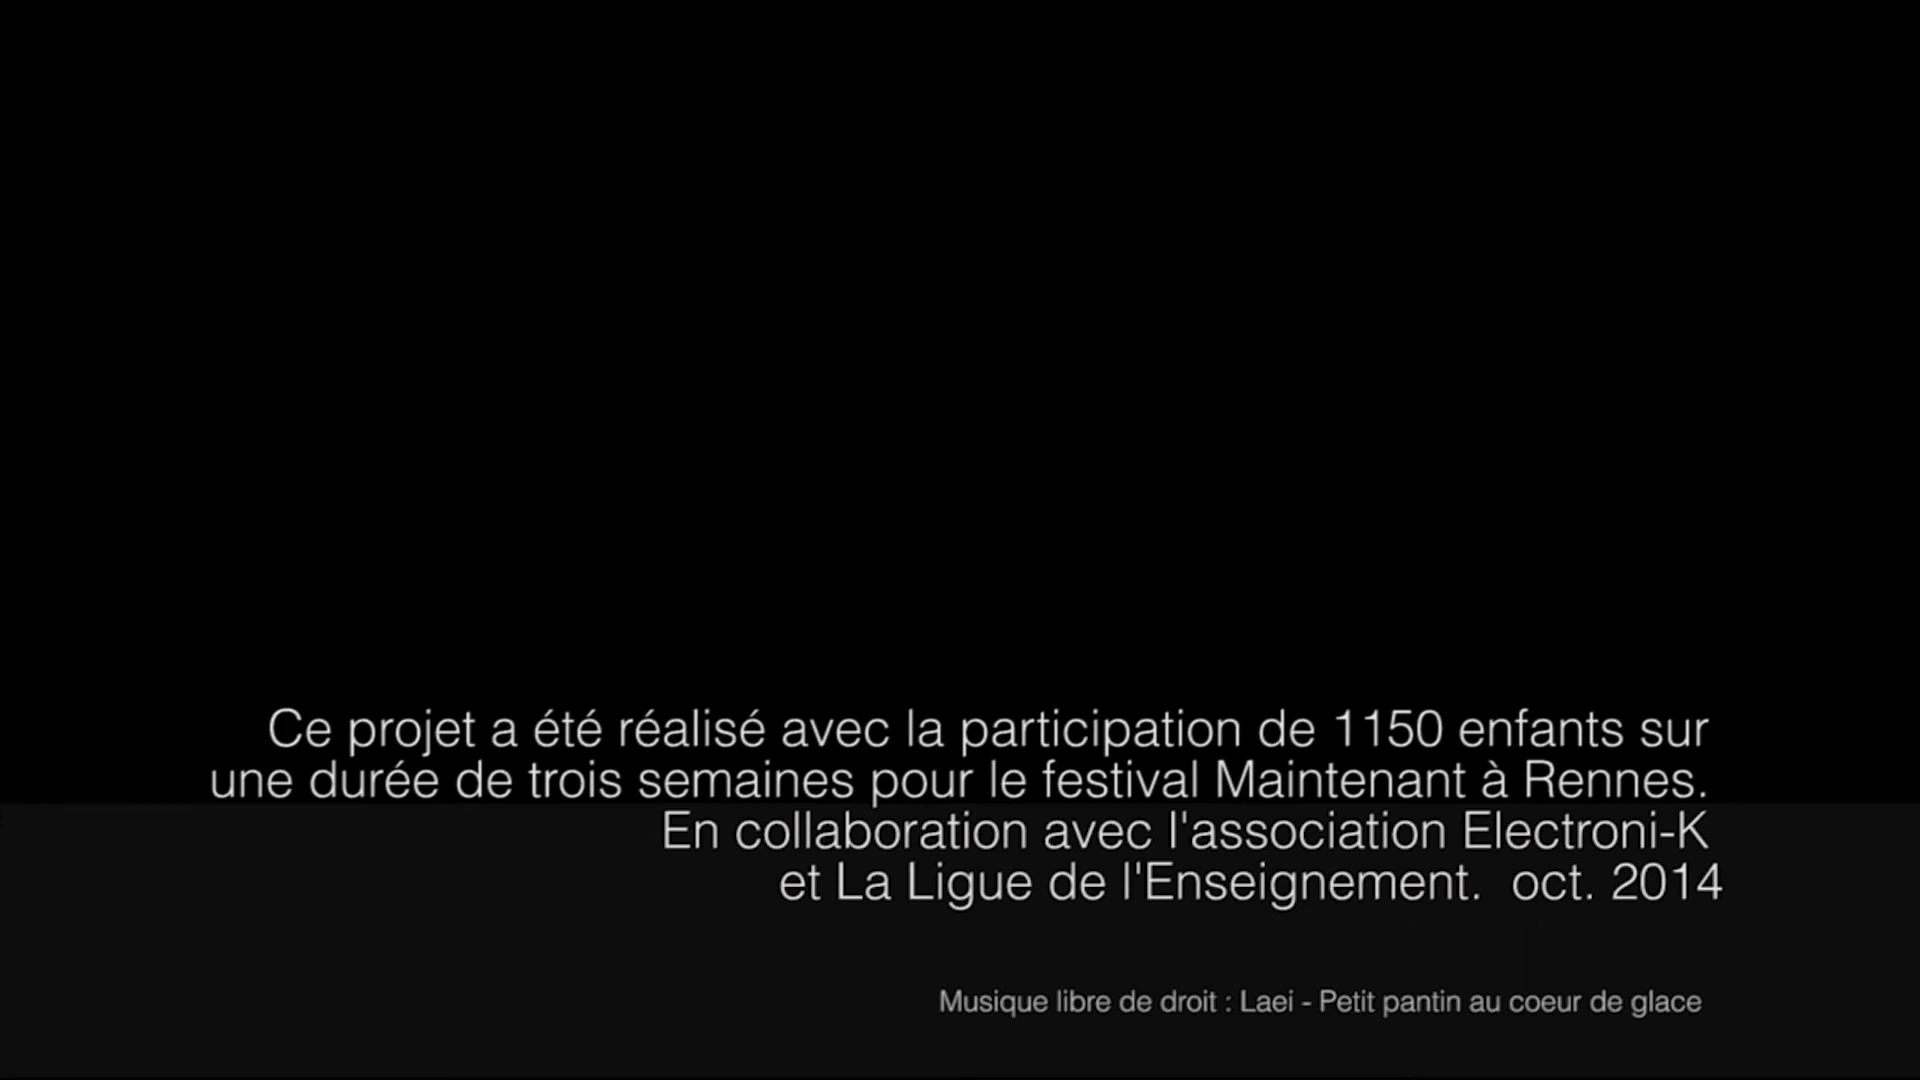 Ce projet a été réalisé avec la participation de 1150 enfants sur
une durée de trois semaines pour le festival Maintenant à Rennes.
En collaboration avec l'association Electroni-K
et La Ligue de l'Enseignement.  oct. 2014
Musique libre de droit : Laei - Petit pantin au coeur de glace